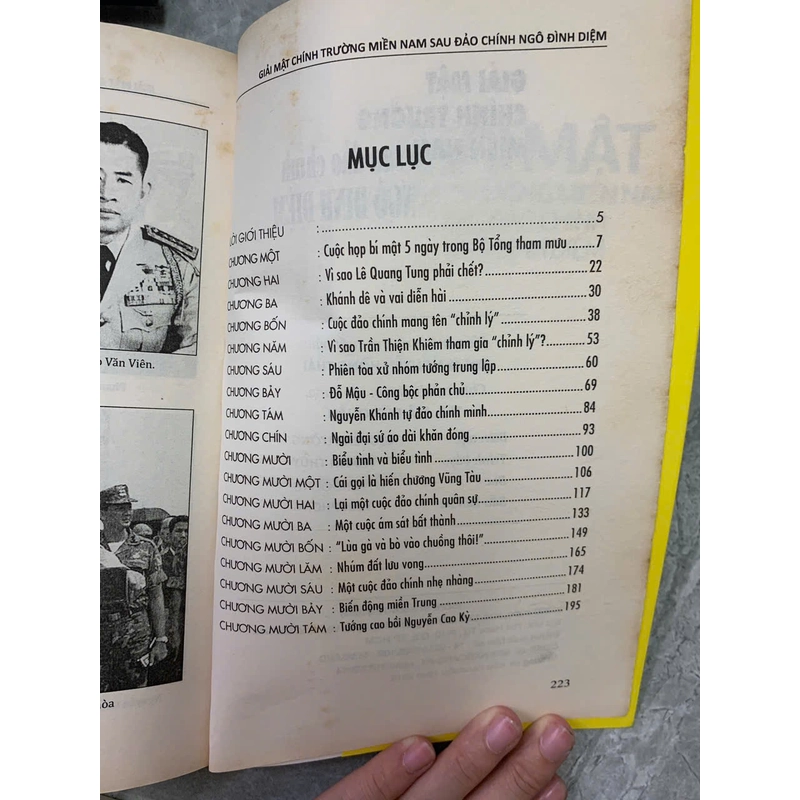 GIẢI MẬT CHÍNH TRƯỜNG MIỀN NAM SAU ĐẢO CHÍNH NGÔ ĐÌNH DIỆM
MỤC LỤC
LỜI GIỚI THIỆU : 5
CHƯƠNG MỘT : Cuộc họp bí mật 5 ngày trong Bộ Tổng tham mưu 7
CHƯƠNG HAI : Vì sao Lê Quang Tung phải chết? 22
CHƯƠNG BA : Khánh dê và vai diễn hài 30
CHƯƠNG BỐN : Cuộc đảo chính mang tên “chỉnh lý” 38
CHƯƠNG NĂM : Vì sao Trần Thiện Khiêm tham gia “chỉnh lý”? 53
CHƯƠNG SÁU : Phiên tòa xử nhóm tướng trung lập 60
CHƯƠNG BẢY : Đỗ Mậu - Công bộc phản chủ 69
CHƯƠNG TÁM : Nguyễn Khánh tự đảo chính mình 84
CHƯƠNG CHÍN : Ngài đại sứ áo dài khăn đóng 93
CHƯƠNG MƯỜI : Biểu tình và biểu tình 100
CHƯƠNG MƯỜI MỘT : Cái gọi là hiến chương Vũng Tàu 106
CHƯƠNG MƯỜI HAI : Lại một cuộc đảo chính quân sự 117
CHƯƠNG MƯỜI BA : Một cuộc ám sát bất thành 133
CHƯƠNG MƯỜI BỐN : “Lùa gà và bò vào chuồng thôi!” 149
CHƯƠNG MƯỜI LĂM : Nhúm đất lưu vong 165
CHƯƠNG MƯỜI SÁU : Một cuộc đảo chính nhẹ nhàng 174
CHƯƠNG MƯỜI BẢY : Biến động miền Trung 181
CHƯƠNG MƯỜI TÁM : Tướng cao bồi Nguyễn Cao Kỳ 195
223
Văn Viên.